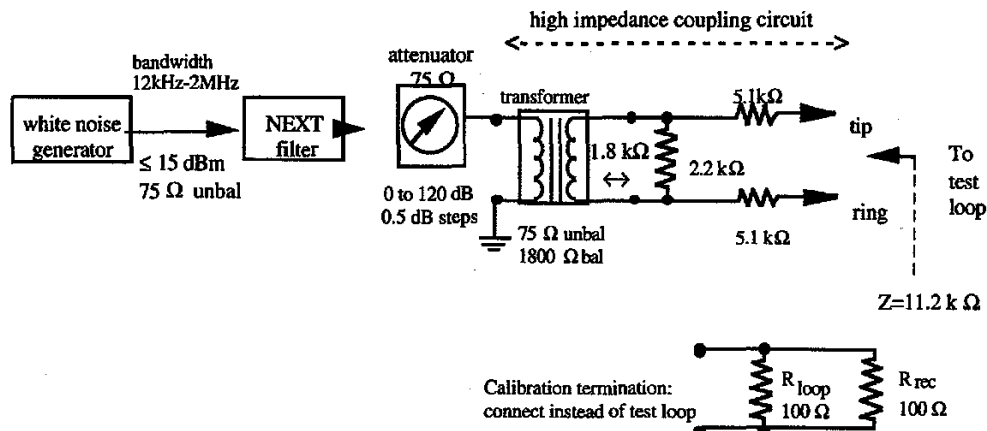 high impedance coupling circuit
bandwidth
12kHz-2MHz
attenuator
75 Ω
white noise
generator
≤ 15 dBm
75 Ω unbal
NEXT
filter
0 to 120 dB
0.5 dB steps
transformer
75 Ω unbal
1800 Ω bal
1.8 kΩ
2.2 kΩ
5.1kΩ
5.1 kΩ
tip
ring
To
test
loop
Z=11.2 k Ω
Calibration termination:
connect instead of test loop
R loop
100 Ω
R rec
100 Ω